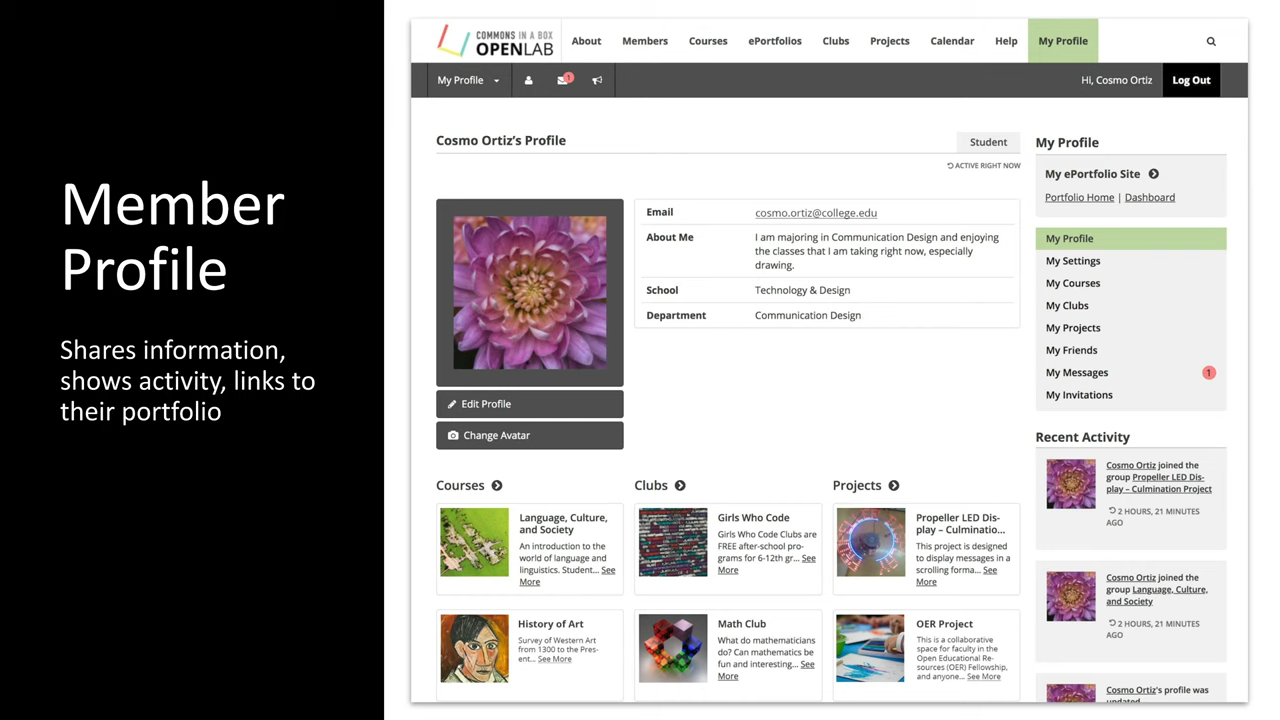 Member
Profile
Shares information,
shows activity, links to
their portfolio
COMMONS IN A BOX
OPENLAB
About
Members
Courses
ePortfolios
Clubs
Projects
Calendar
Help
My Profile
My Profile
1
Hi, Cosmo Ortiz
Log Out
Cosmo Ortiz's Profile
Student
ACTIVE RIGHT NOW
Email
cosmo.ortiz@college.edu
About Me
I am majoring in Communication Design and enjoying
the classes that I am taking right now, especially
drawing.
School
Technology & Design
Department
Communication Design
Edit Profile
Change Avatar
Courses
Language, Culture,
and Society
An introduction to the
world of language and
linguistics. Student... See
More
History of Art
Survey of Western Art
from 1300 to the Pres-
ent... See More
Clubs
Girls Who Code
Girls Who Code Clubs are
FREE after-school pro-
grams for 6-12th gr... See
More
Math Club
What do mathematicians
do? Can mathematics be
fun and interesting... See
More
Projects
Propeller LED Dis-
play – Culminatio...
This project is designed
to display messages in a
scrolling forma... See
More
OER Project
This is a collaborative
space for faculty in the
Open Educational Re-
sources (OER) Fellowship,
and anyone... See More
My Profile
My ePortfolio Site
Portfolio Home | Dashboard
My Profile
My Settings
My Courses
My Clubs
My Projects
My Friends
My Messages
1
My Invitations
Recent Activity
Cosmo Ortiz joined the
group Propeller LED Dis-
play – Culmination Project
2 HOURS, 21 MINUTES
AGO
Cosmo Ortiz joined the
group Language, Culture,
and Society
2 HOURS, 21 MINUTES
AGO
Cosmo Ortiz's profile was
updated